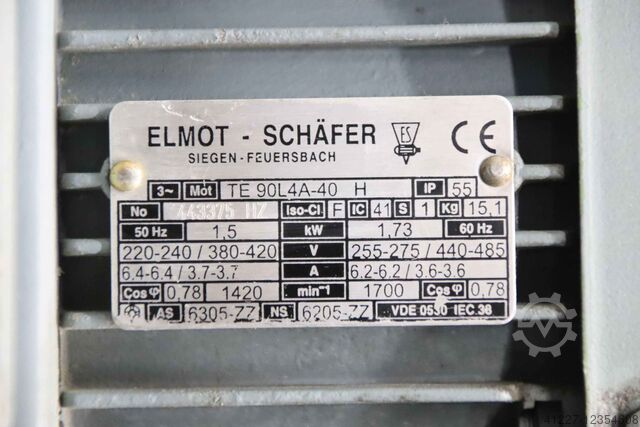 ELMOT - SCHÄFER ES CE
SIEGEN-FEUERSBACH
3~ Mot TE 90L4A-40 H IP 55
No 443375 HZ Iso-Cl F IC 41 S 1 Kg 15,1
50 Hz 1,5 kW 1,73 60 Hz
220-240 / 380-420 V 255-275 / 440-485
6.4-6.4 / 3.7-3.7 A 6.2-6.2 / 3.6-3.6
Cosφ 0,78 1420 min⁻¹ 1700 Cosφ 0,78
AS 6305-ZZ NS 6205-ZZ VDE 0530 IEC.36